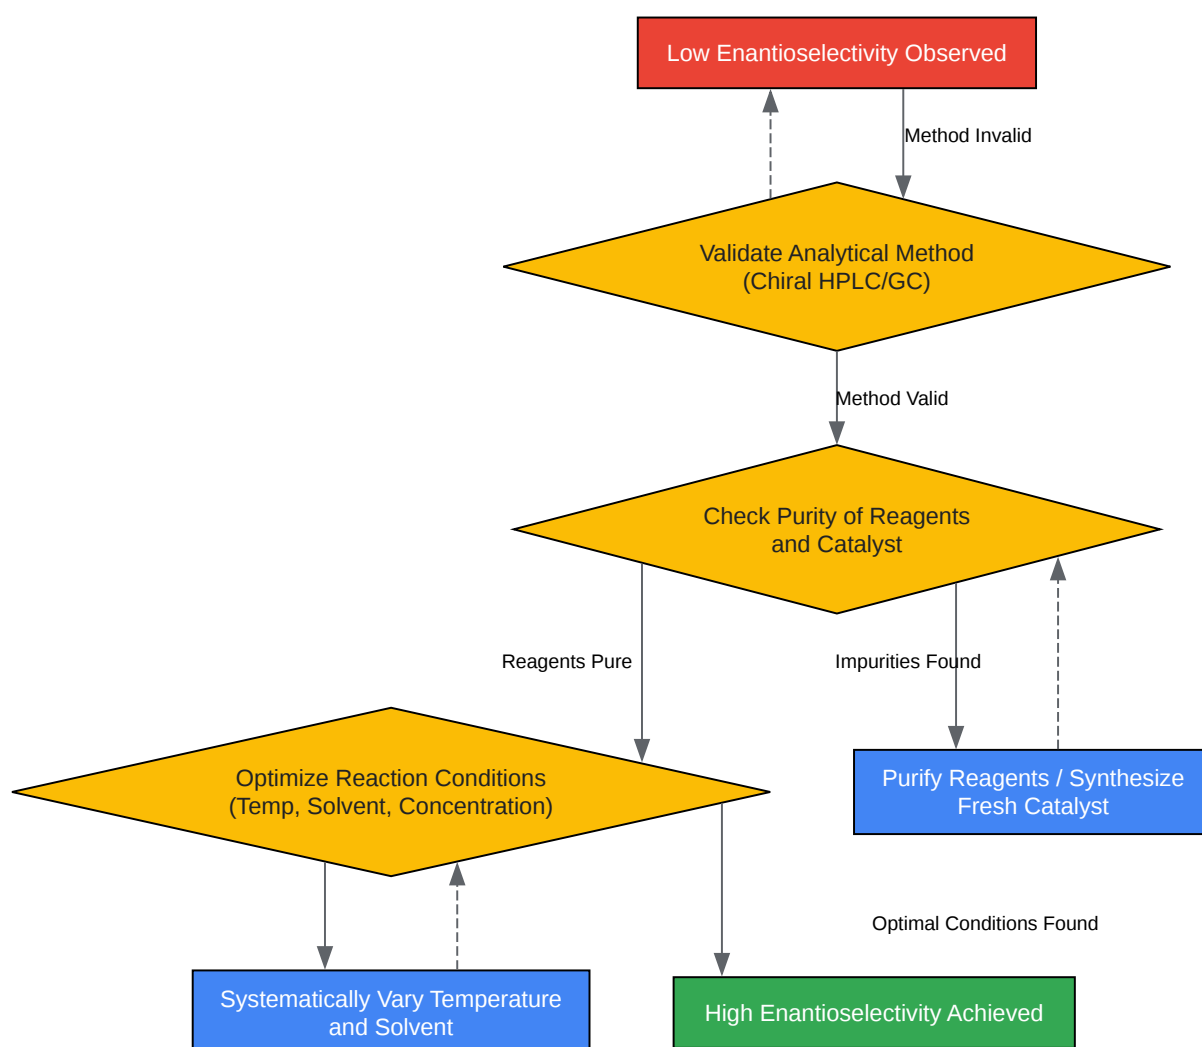 Low Enantioselectivity Observed
Method Invalid
Validate Analytical Method
(Chiral HPLC/GC)
Method Valid
Check Purity of Reagents
and Catalyst
Reagents Pure
Impurities Found
Optimize Reaction Conditions
(Temp, Solvent, Concentration)
Purify Reagents / Synthesize
Fresh Catalyst
Optimal Conditions Found
Systematically Vary Temperature
and Solvent
High Enantioselectivity Achieved